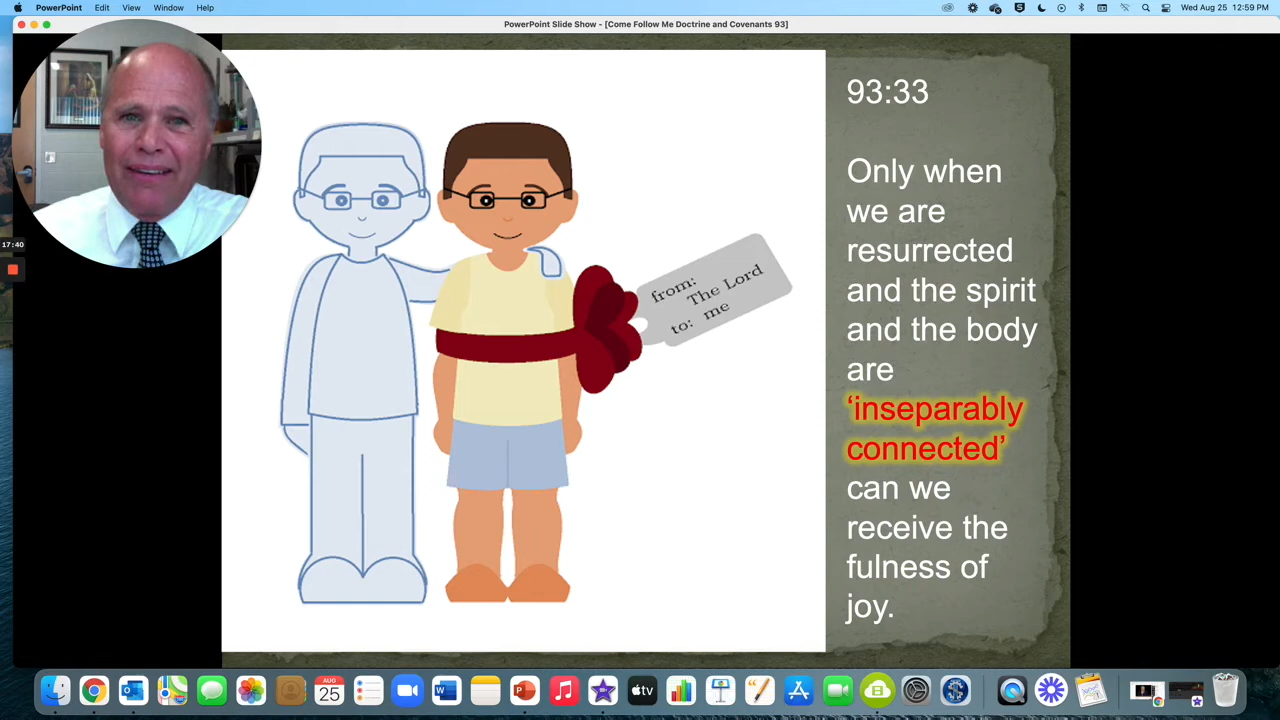 PowerPoint File Edit View Window Help
Wed Aug 25 12:59 PM
PowerPoint Slide Show - [Come Follow Me Doctrine and Covenants 93]
17:40
from:
The Lord
to: me
93:33
Only when
we are
resurrected
and the spirit
and the body
are
‘inseparably
connected’
can we
receive the
fulness of
joy.
AUG
25
tv